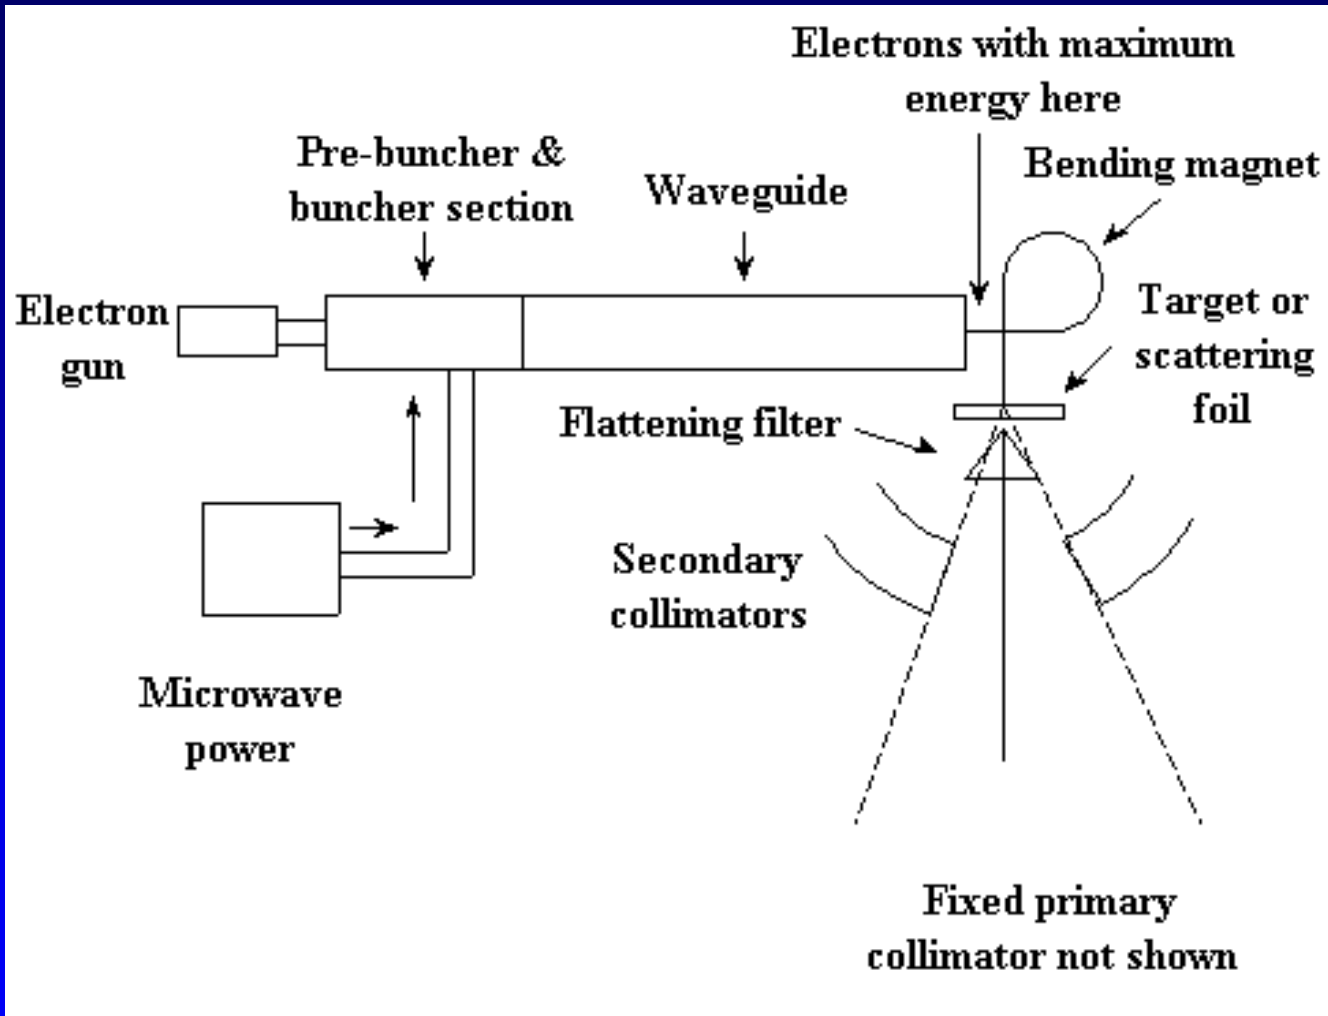 Electrons with maximum
energy here
Pre-buncher &
buncher section
Waveguide
Bending magnet
Electron
gun
Target or
scattering
foil
Flattening filter
Secondary
collimators
Microwave
power
Fixed primary
collimator not shown